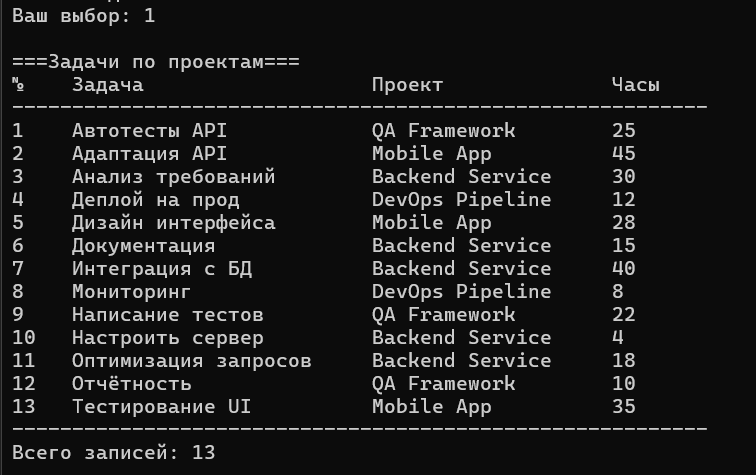 Ваш выбор: 1
===Задачи по проектам===
№ Задача Проект Часы
----------------------------------------------------------
1 Автотесты API QA Framework 25
2 Адаптация API Mobile App 45
3 Анализ требований Backend Service 30
4 Деплой на прод DevOps Pipeline 12
5 Дизайн интерфейса Mobile App 28
6 Документация Backend Service 15
7 Интеграция с БД Backend Service 40
8 Мониторинг DevOps Pipeline 8
9 Написание тестов QA Framework 22
10 Настроить сервер Backend Service 4
11 Оптимизация запросов Backend Service 18
12 Отчётность QA Framework 10
13 Тестирование UI Mobile App 35
----------------------------------------------------------
Всего записей: 13